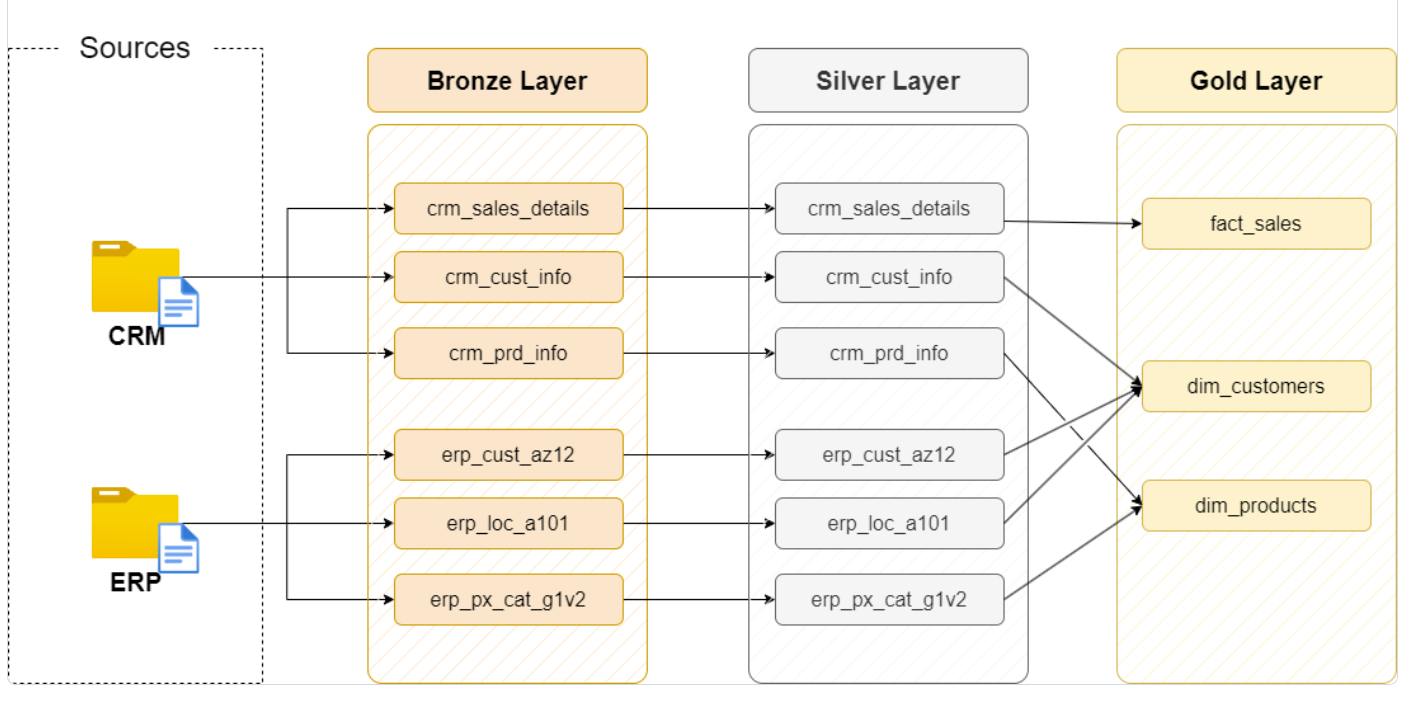 Sources
Bronze Layer
Silver Layer
Gold Layer
CRM
ERP
crm_sales_details
crm_cust_info
crm_prd_info
erp_cust_az12
erp_loc_a101
erp_px_cat_g1v2
crm_sales_details
crm_cust_info
crm_prd_info
erp_cust_az12
erp_loc_a101
erp_px_cat_g1v2
fact_sales
dim_customers
dim_products